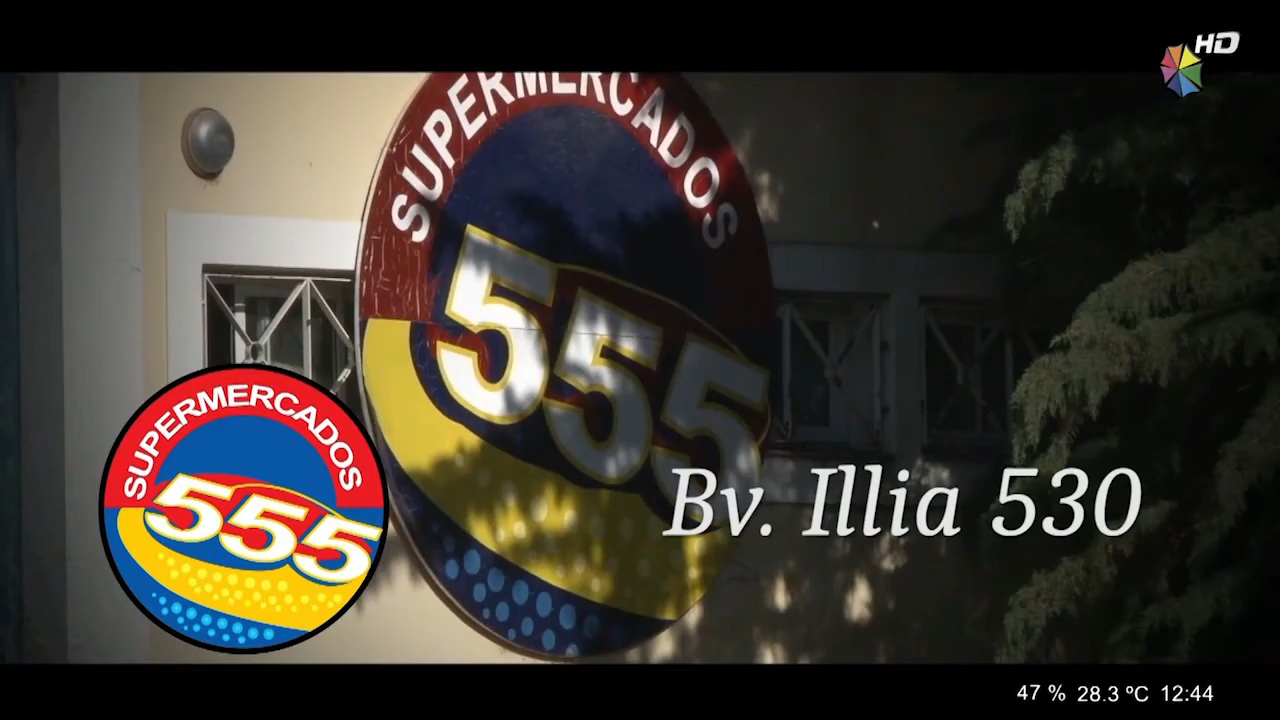 HD
SUPERMERCADOS
555
SUPERMERCADOS
555
Bv. Illia 530
47 % 28.3 ºC 12:44